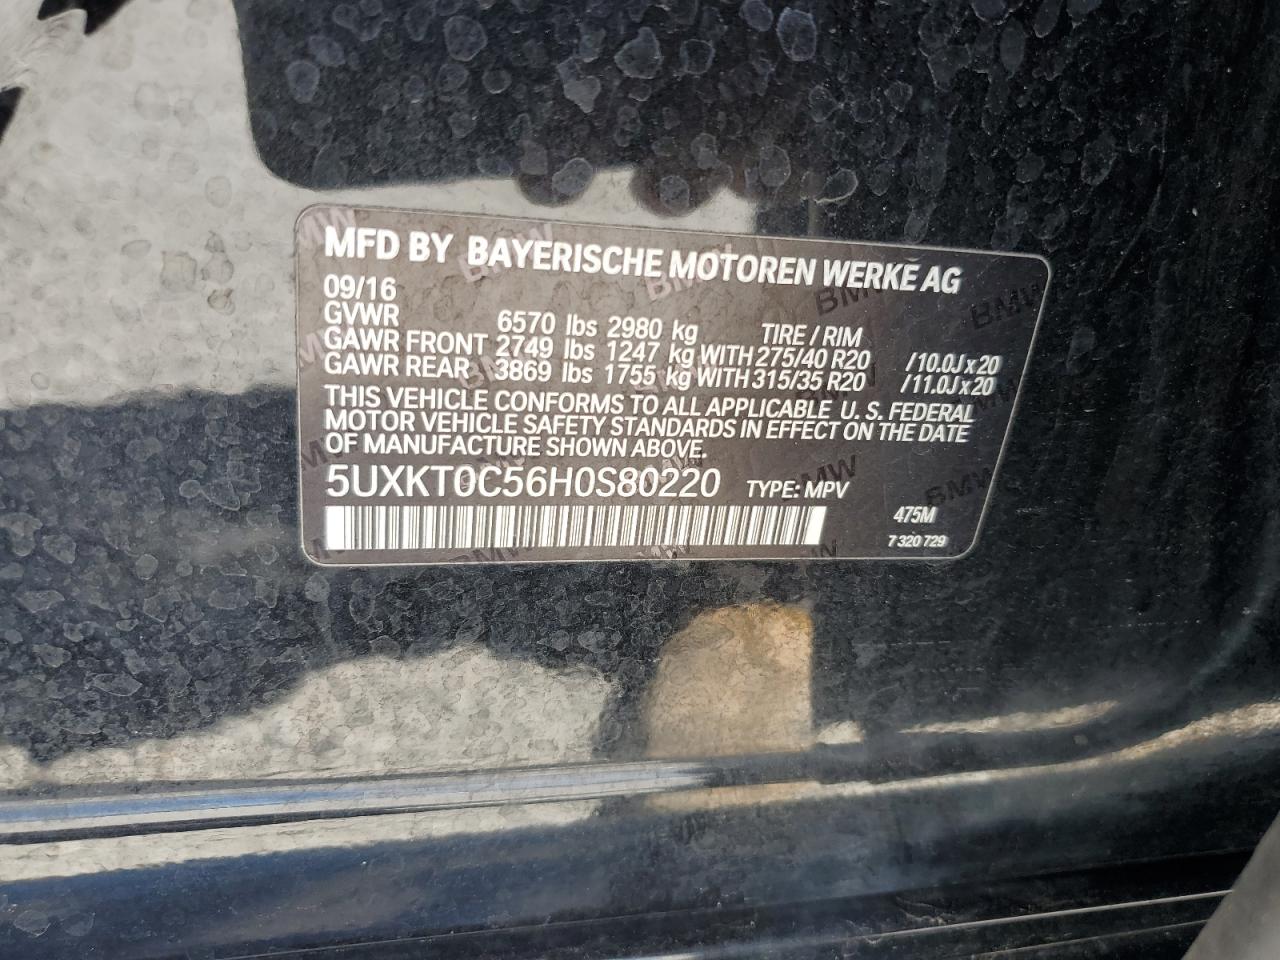 MFD BY BAYERISCHE MOTOREN WERKE AG
09/16
GVWR 6570 lbs 2980 kg TIRE / RIM
GAWR FRONT 2749 lbs 1247 kg WITH 275/40 R20 /10.0J x 20
GAWR REAR 3869 lbs 1755 kg WITH 315/35 R20 /11.0J x 20
THIS VEHICLE CONFORMS TO ALL APPLICABLE U. S. FEDERAL
MOTOR VEHICLE SAFETY STANDARDS IN EFFECT ON THE DATE
OF MANUFACTURE SHOWN ABOVE.
5UXKT0C56H0S80220 TYPE: MPV
475M
7 320 729